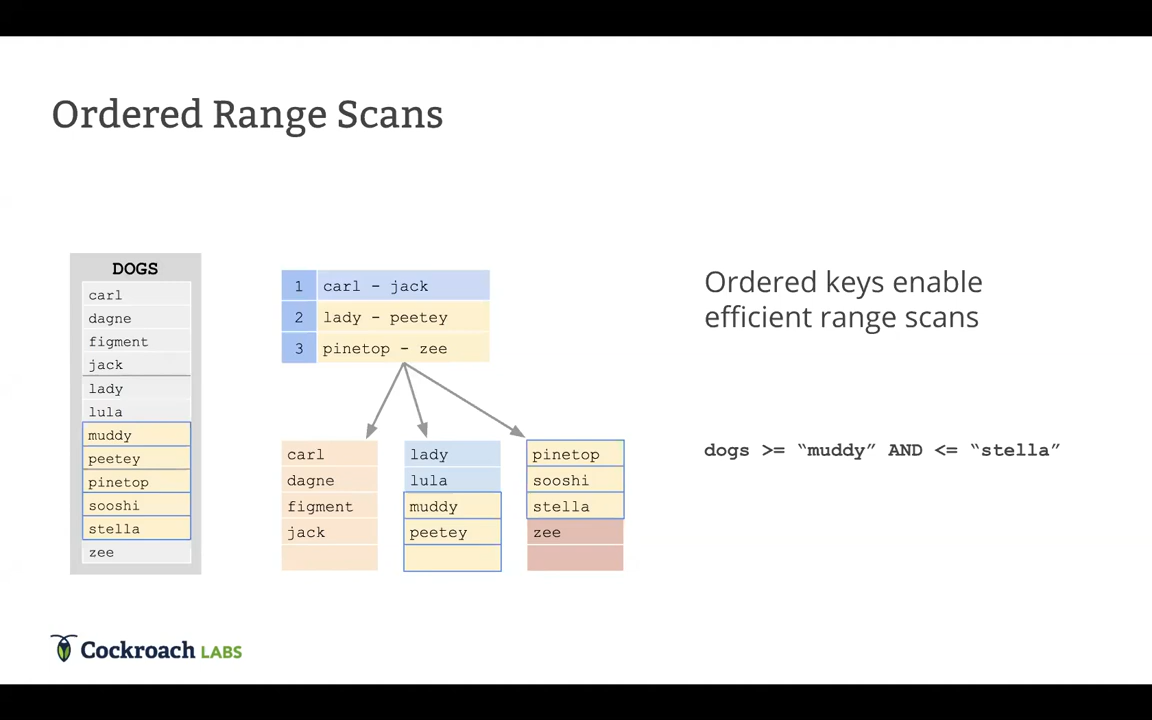 Ordered Range Scans
DOGS
carl
dagne
figment
jack
lady
lula
muddy
peetey
pinetop
sooshi
stella
zee
1 carl - jack
2 lady - peetey
3 pinetop - zee
carl
dagne
figment
jack
lady
lula
muddy
peetey
pinetop
sooshi
stella
zee
Ordered keys enable
efficient range scans
dogs >= “muddy” AND <= “stella”
Cockroach LABS